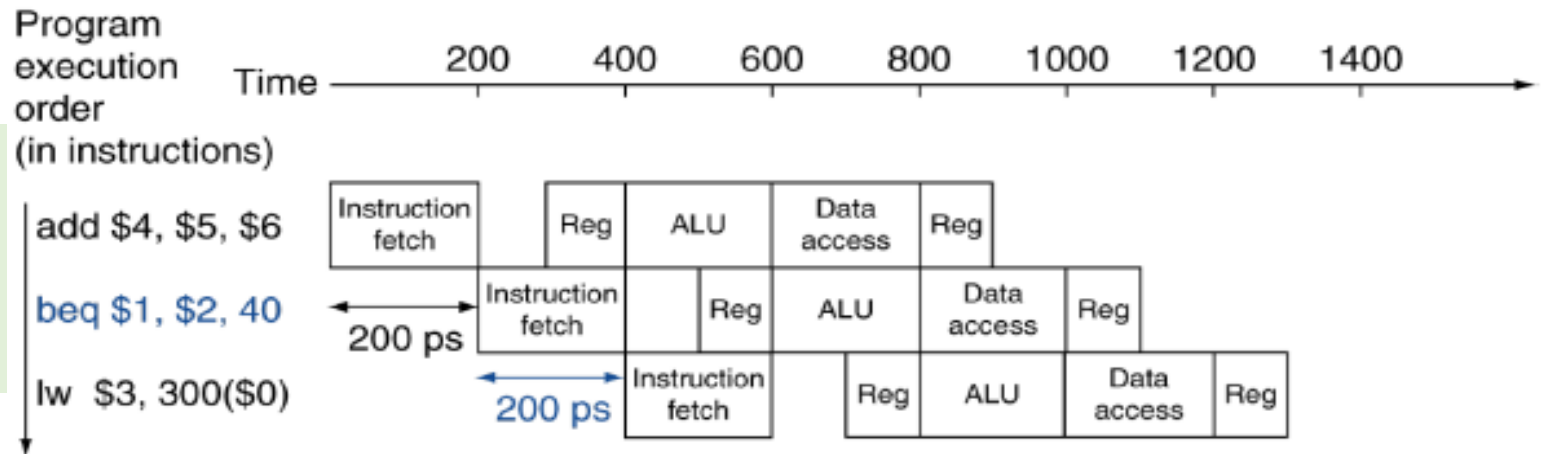 Program
execution
order
(in instructions)
Time
200 400 600 800 1000 1200 1400
add $4, $5, $6
Instruction
fetch
Reg
ALU
Data
access
Reg
beq $1, $2, 40
200 ps
Instruction
fetch
Reg
ALU
Data
access
Reg
lw $3, 300($0)
200 ps
Instruction
fetch
Reg
ALU
Data
access
Reg